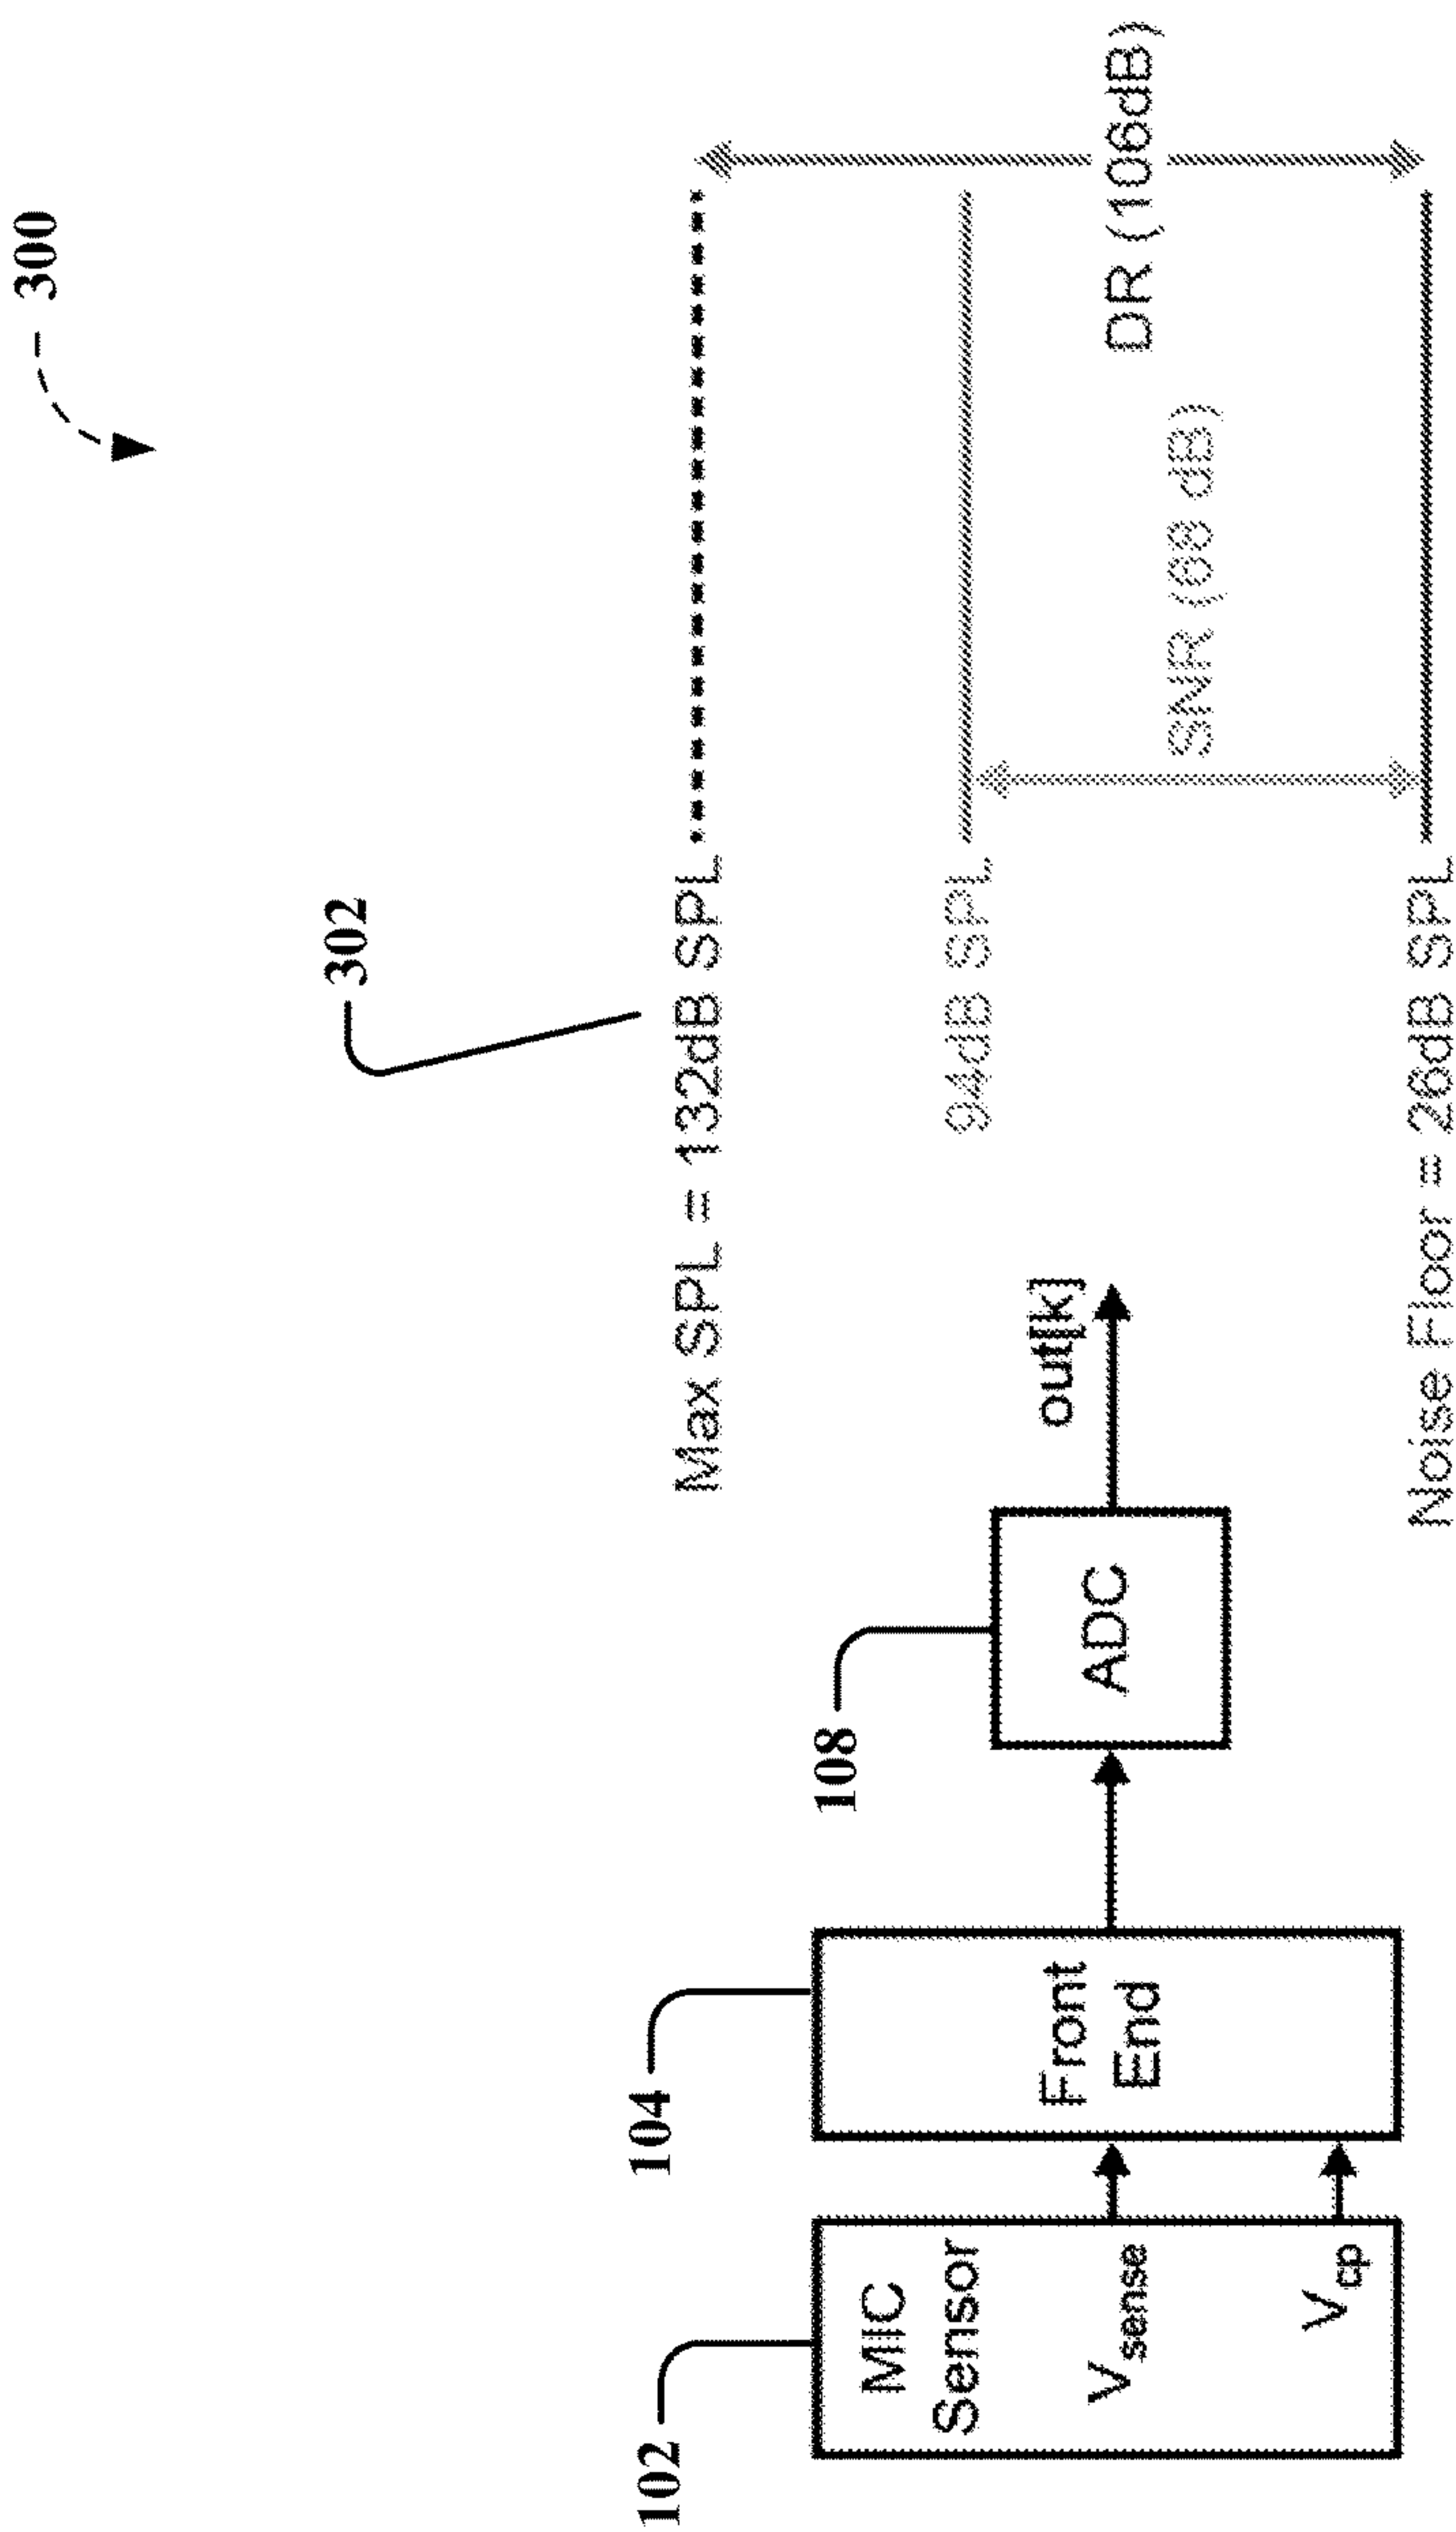 300
302
Max SPL = 132dB SPL
94dB SPL
SNR (68 dB)
DR (106dB)
Noise Floor = 26dB SPL
102
104
108
MIC
Sensor
V_sense
V_cp
Front
End
ADC
out[k]